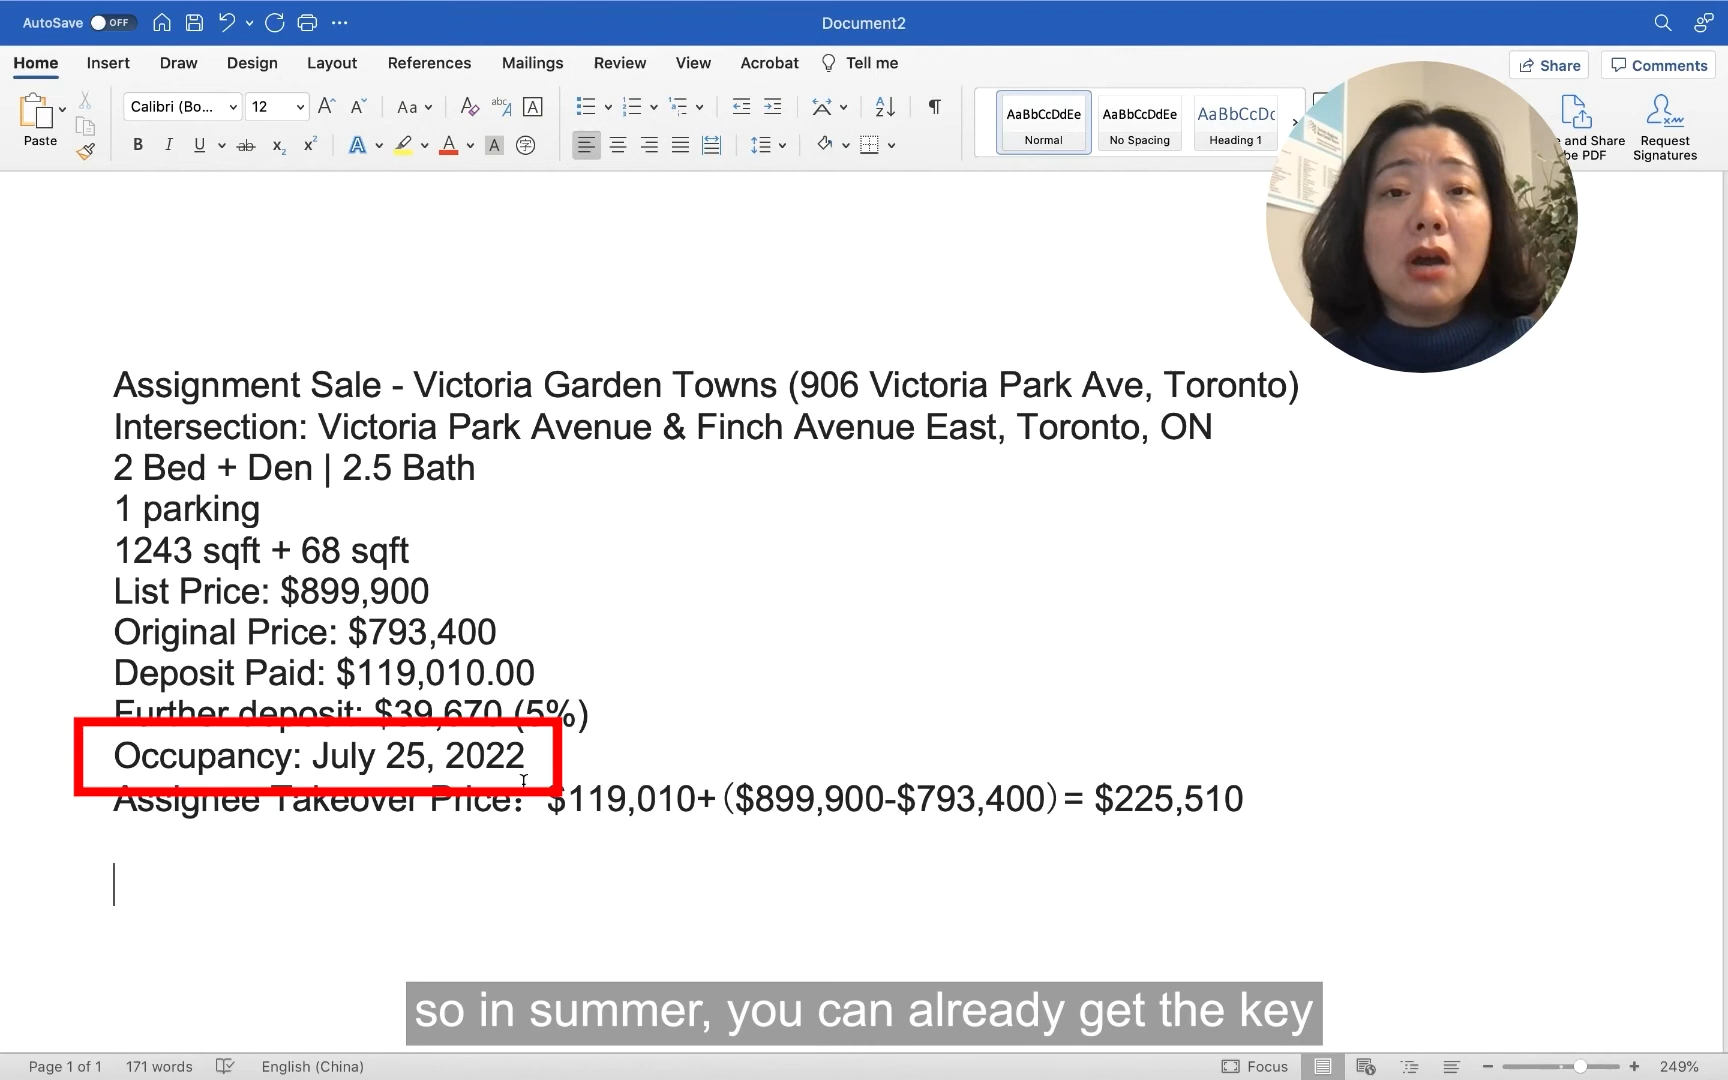 AutoSave OFF
Document2
Home Insert Draw Design Layout References Mailings Review View Acrobat Tell me
Share Comments
Paste
Calibri (Bo... 12
AaBbCcDdEe AaBbCcDdEe AaBbCcDc
Normal No Spacing Heading 1
and Share
be PDF
Request
Signatures
Assignment Sale - Victoria Garden Towns (906 Victoria Park Ave, Toronto)
Intersection: Victoria Park Avenue & Finch Avenue East, Toronto, ON
2 Bed + Den | 2.5 Bath
1 parking
1243 sqft + 68 sqft
List Price: $899,900
Original Price: $793,400
Deposit Paid: $119,010.00
Further deposit: $39,670 (5%)
Occupancy: July 25, 2022
Assignee Takeover Price：$119,010+（$899,900-$793,400）= $225,510
so in summer, you can already get the key
Page 1 of 1 171 words English (China) Focus 249%